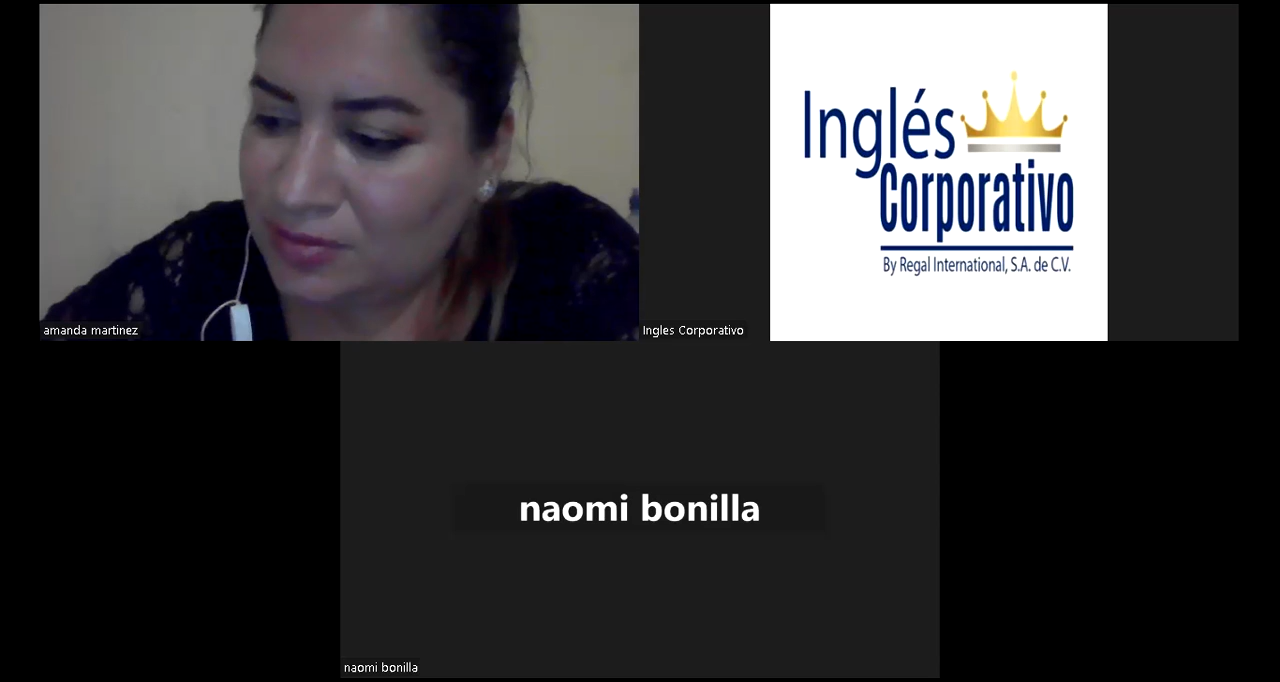 Inglés
Corporativo
By Regal International, S.A. de C.V.
amanda martinez
Ingles Corporativo
naomi bonilla
naomi bonilla